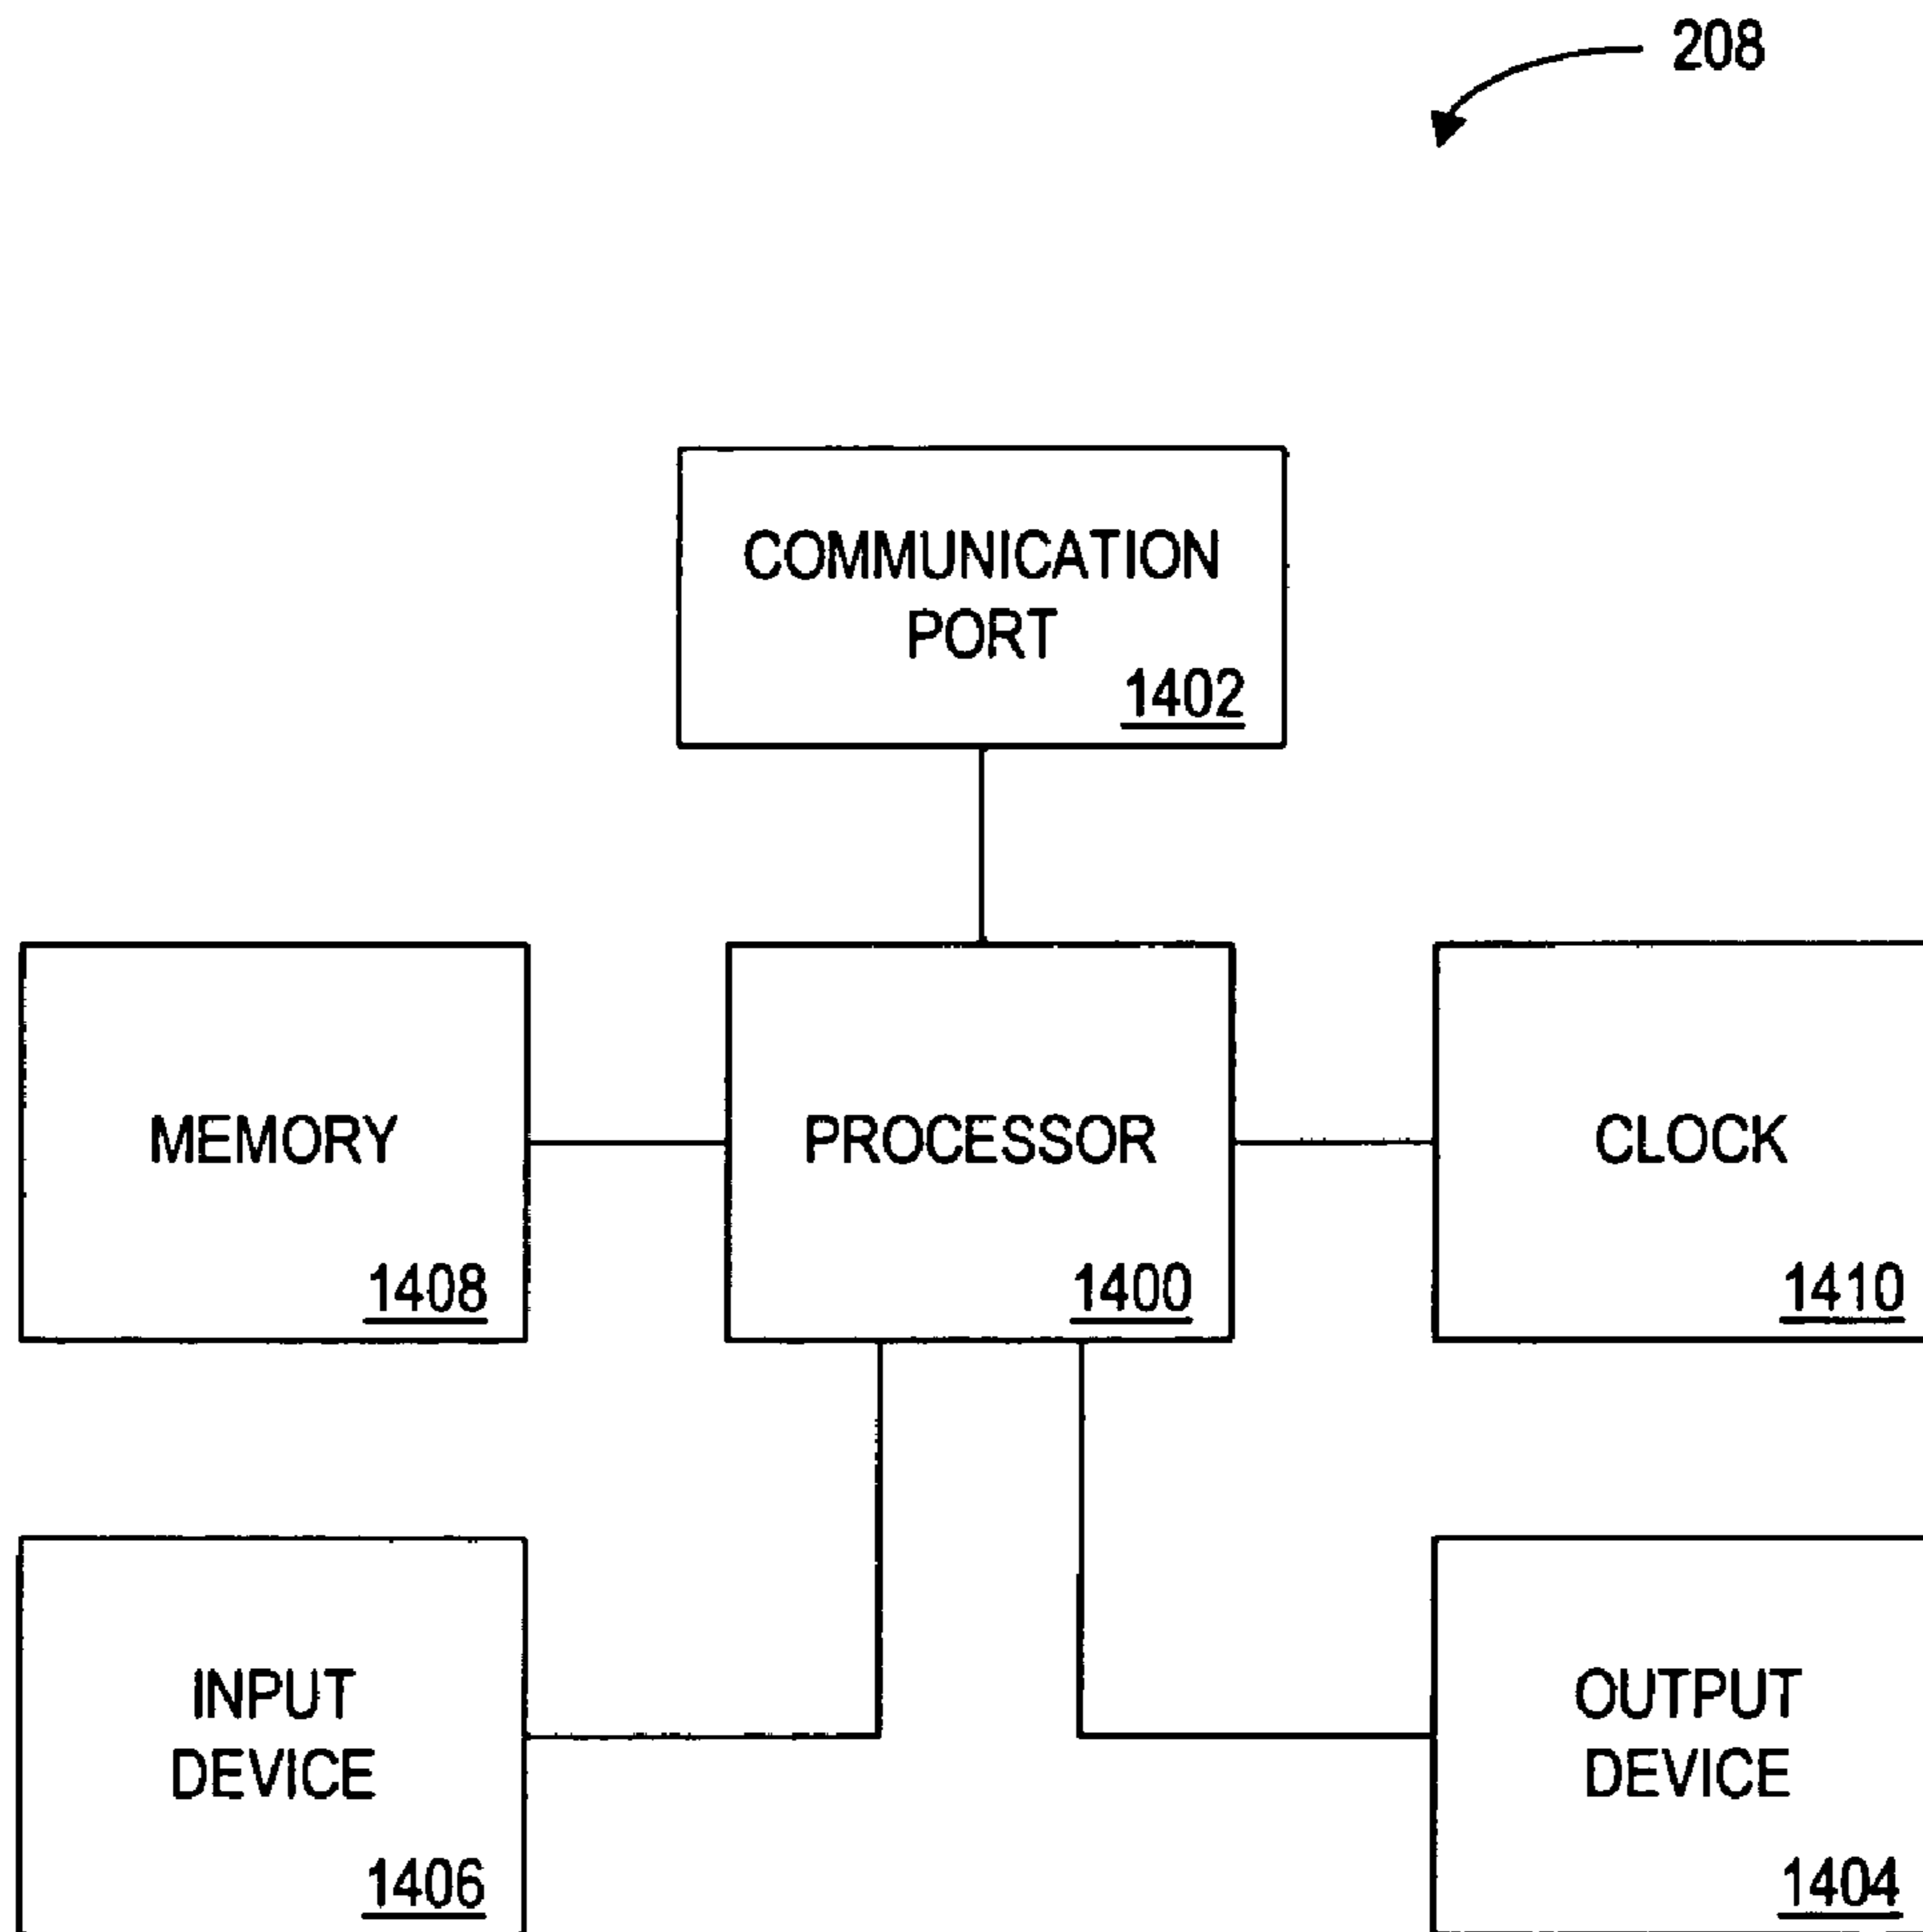 208
COMMUNICATION
PORT
1402
MEMORY
1408
PROCESSOR
1400
CLOCK
1410
INPUT
DEVICE
1406
OUTPUT
DEVICE
1404